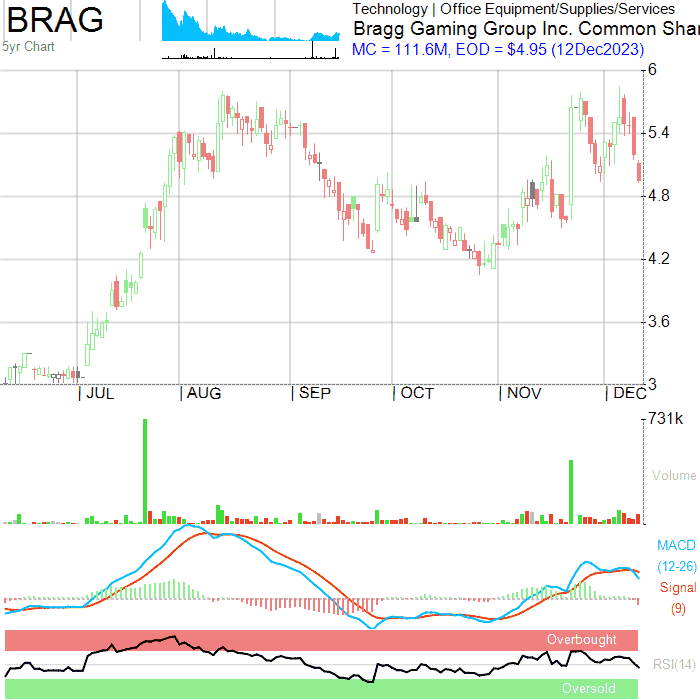 BRAG
5yr Chart
Technology | Office Equipment/Supplies/Services
Bragg Gaming Group Inc. Common Shar
MC = 111.6M, EOD = $4.95 (12Dec2023)
6
5.4
4.8
4.2
3.6
3
JUL AUG SEP OCT NOV DEC
731k
Volume
MACD
(12-26)
Signal
(9)
Overbought
RSI(14)
Oversold